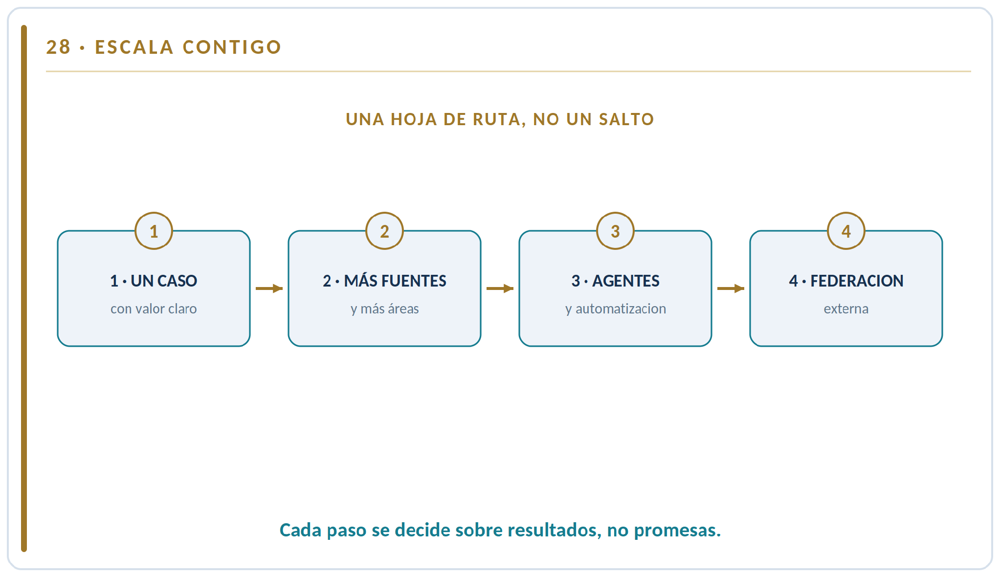 28 · ESCALA CONTIGO
UNA HOJA DE RUTA, NO UN SALTO
1
2
3
4
1 · UN CASO
con valor claro
2 · MÁS FUENTES
y más áreas
3 · AGENTES
y automatizacion
4 · FEDERACION
externa
Cada paso se decide sobre resultados, no promesas.